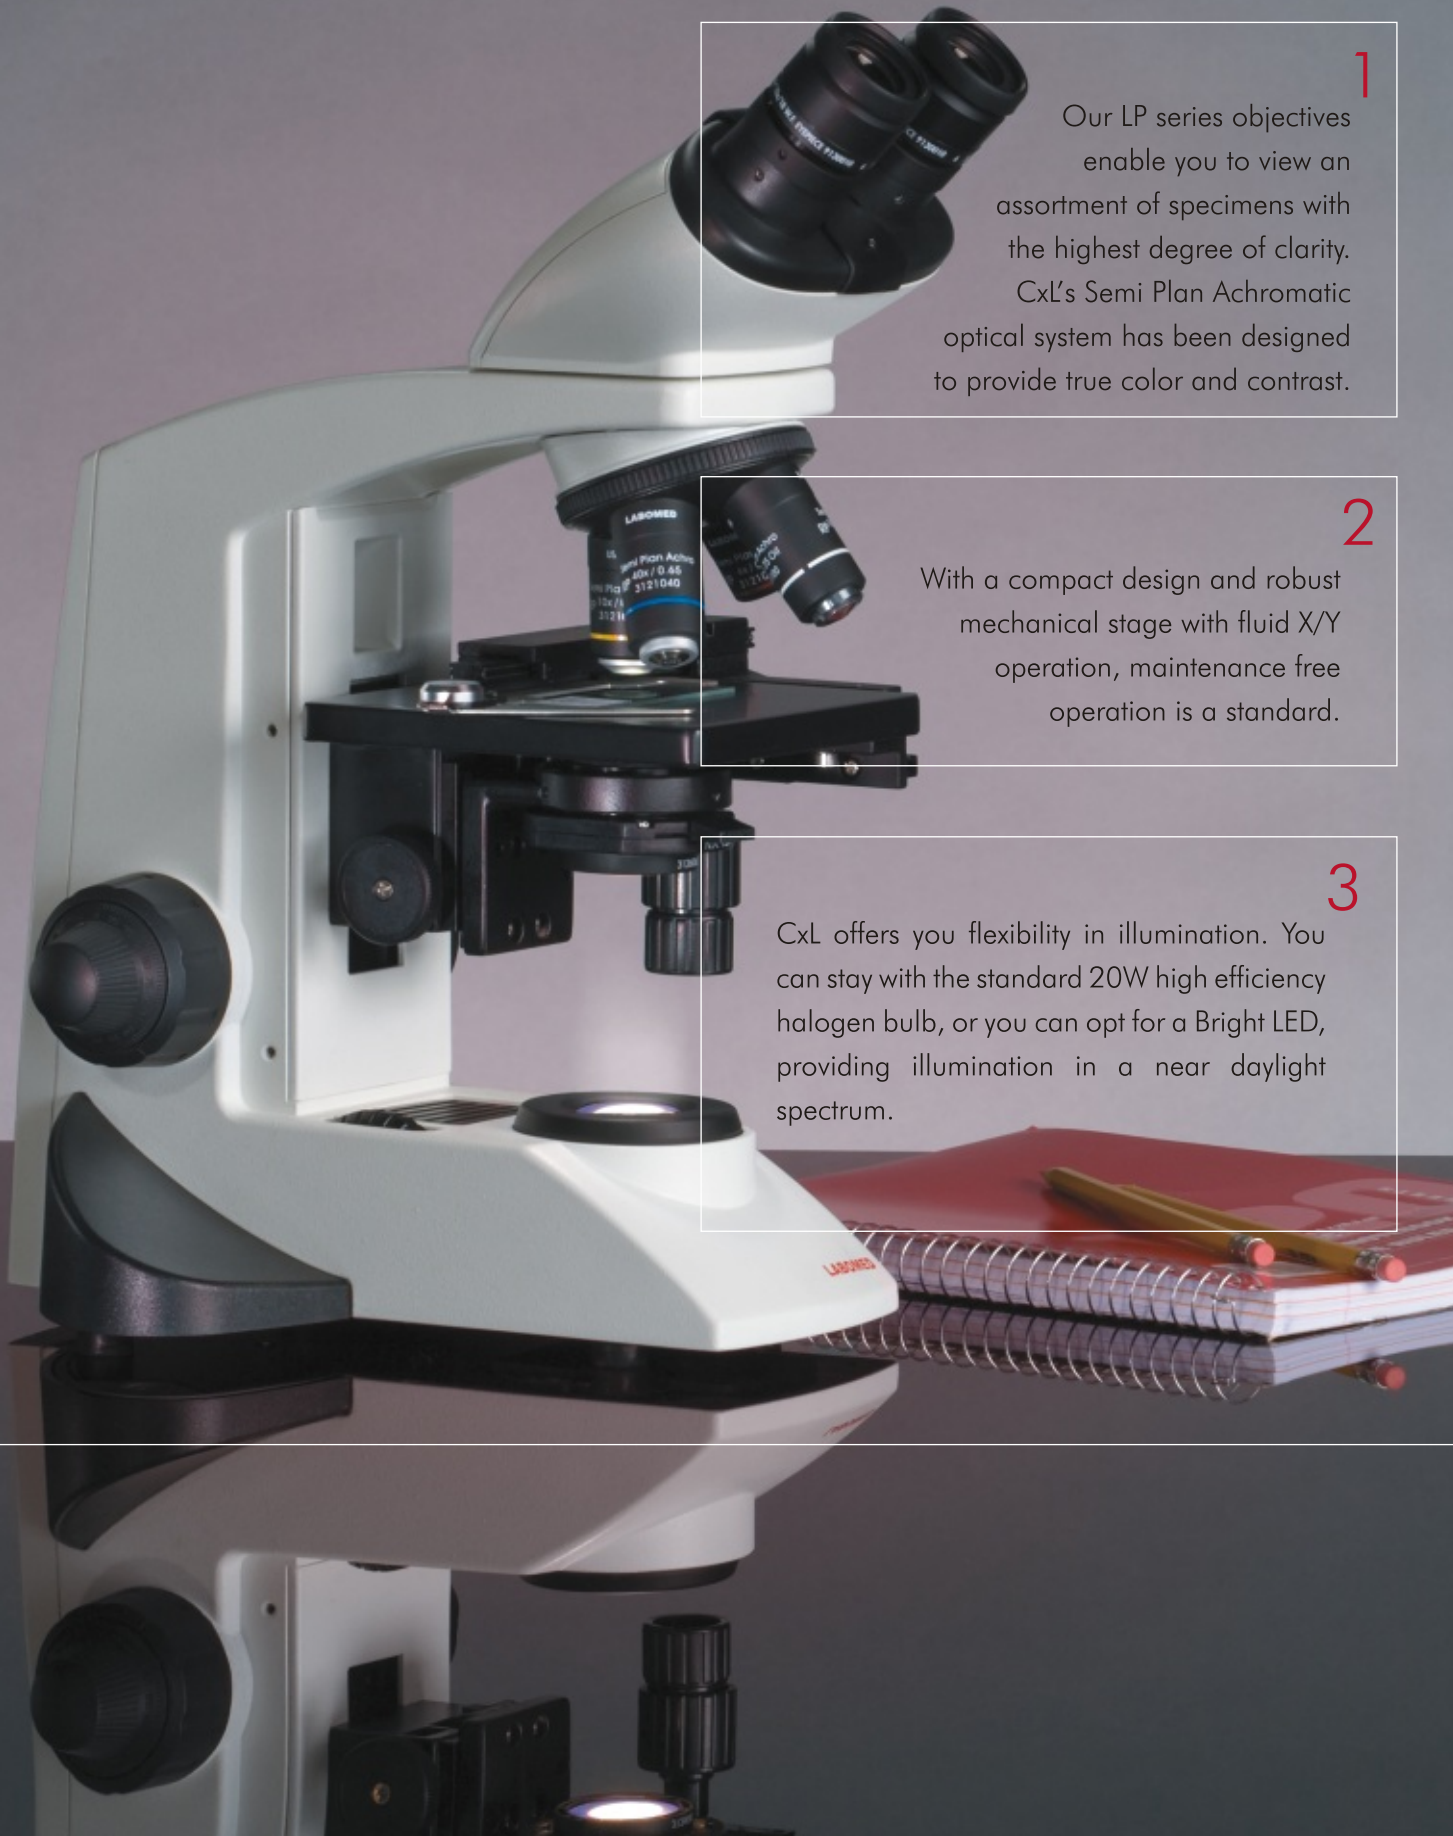 1
Our LP series objectives
enable you to view an
assortment of specimens with
the highest degree of clarity.
CxL's Semi Plan Achromatic
optical system has been designed
to provide true color and contrast.
LABOMED
Semi Plan Achro
40x / 0.65
3121040
2
With a compact design and robust
mechanical stage with fluid X/Y
operation, maintenance free
operation is a standard.
3
CxL offers you flexibility in illumination. You
can stay with the standard 20W high efficiency
halogen bulb, or you can opt for a Bright LED,
providing illumination in a near daylight
spectrum.
LABOMED